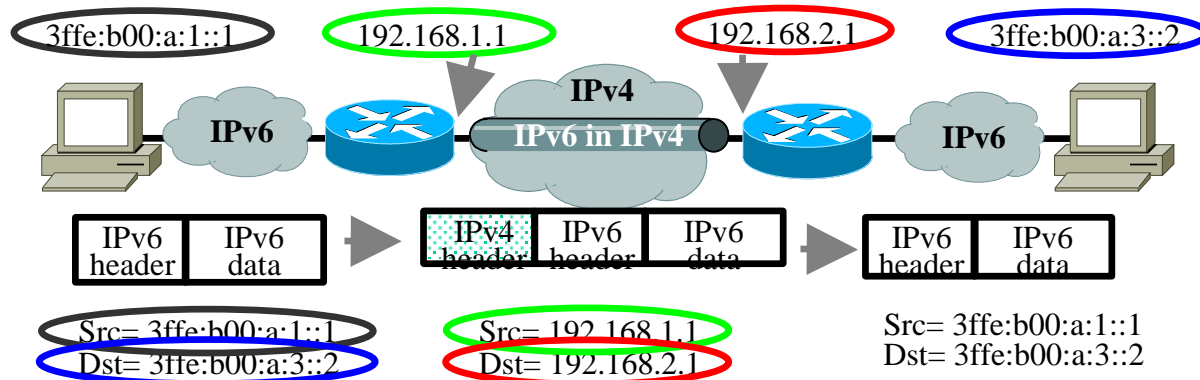 3ffe:b00:a:1::1
192.168.1.1
192.168.2.1
3ffe:b00:a:3::2
IPv4
IPv6
IPv6 in IPv4
IPv6
IPv6 header
IPv6 data
IPv4 header
IPv6 header
IPv6 data
IPv6 header
IPv6 data
Src= 3ffe:b00:a:1::1
Dst= 3ffe:b00:a:3::2
Src= 192.168.1.1
Dst= 192.168.2.1
Src= 3ffe:b00:a:1::1
Dst= 3ffe:b00:a:3::2